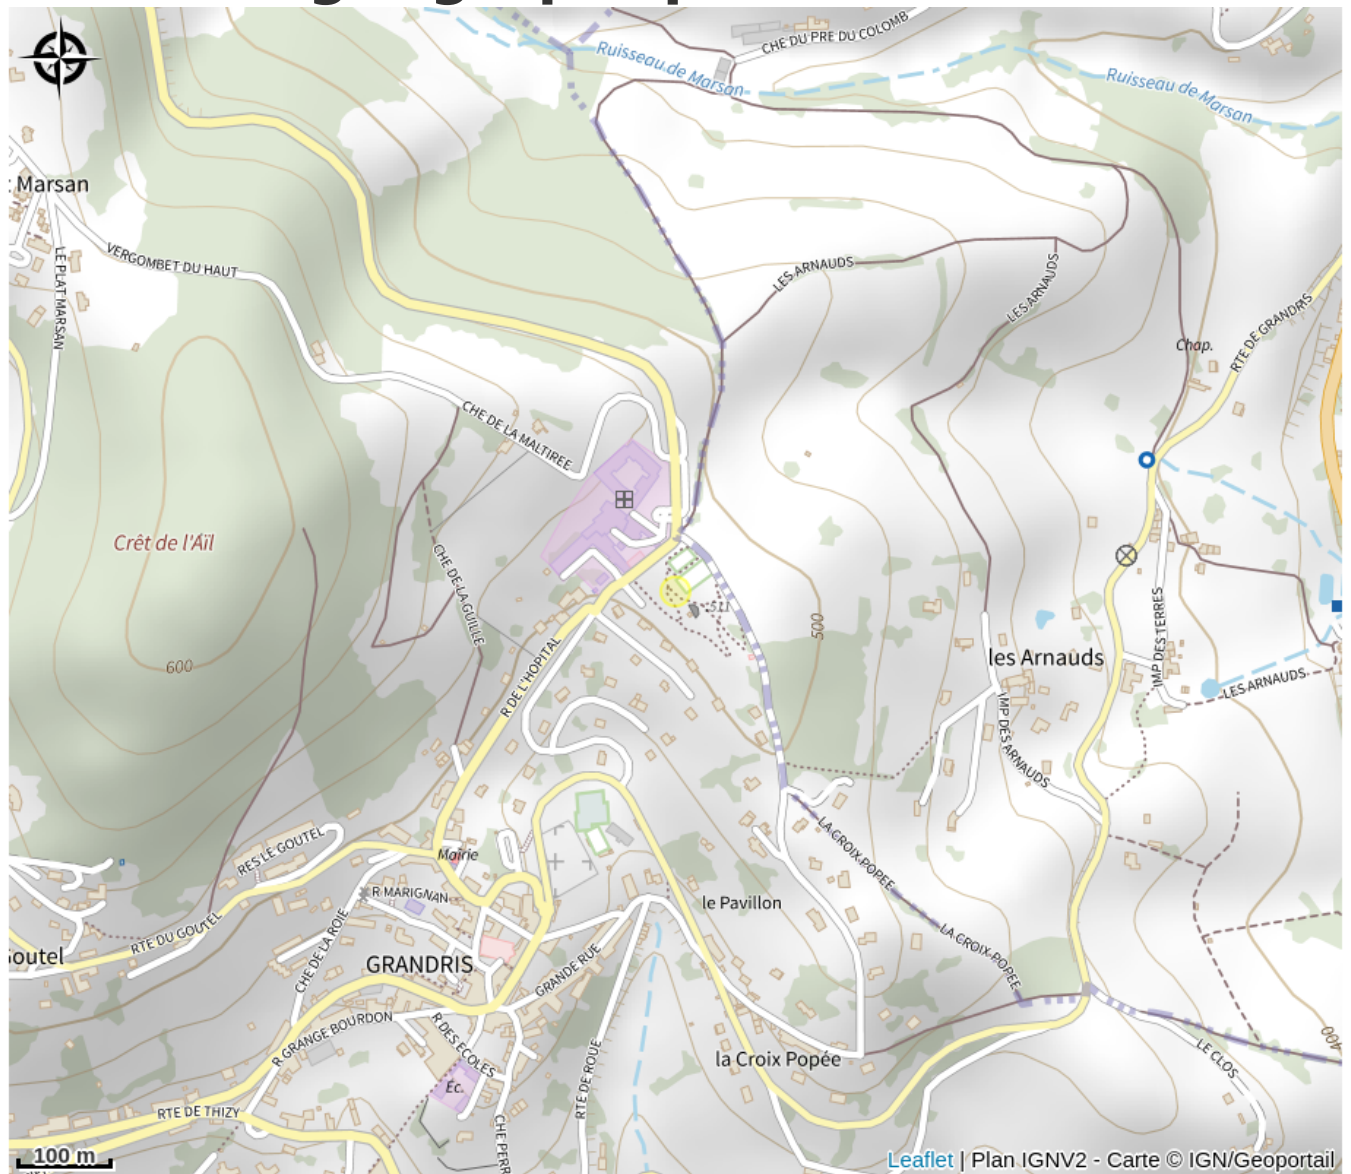 CHE DU PRE DU COLOMB
Ruisseau de Marsan
Ruisseau de Marsan
Marsan
VERGOMBET DU HAUT
LE PLAT MARSAN
LES ARNAUDS
LES ARNAUDS
RTE DE GRANDRIS
Chap.
CHE DE LA MALTIREE
Crêt de l'Aïl
CHE DE LA GUILLE
511
500
600
R DE L'HOPITAL
les Arnauds
IMP DES TERRES
LES ARNAUDS
IMP DES ARNAUDS
RES LE GOUTEL
Mairie
LA CROIX POPEE
R MARIGNAN
le Pavillon
RTE DU GOUTEL
CHE DE LA ROIE
LA CROIX POPEE
Goutel
GRANDRIS
GRANDE RUE
R GRANGE BOURDON
R DES ECOLES
400
la Croix Popée
LE CLOS
Éc.
RTE DE ROUE
RTE DE THIZY
CHE PERR
100 m
Leaflet | Plan IGNV2 - Carte © IGN/Geoportail